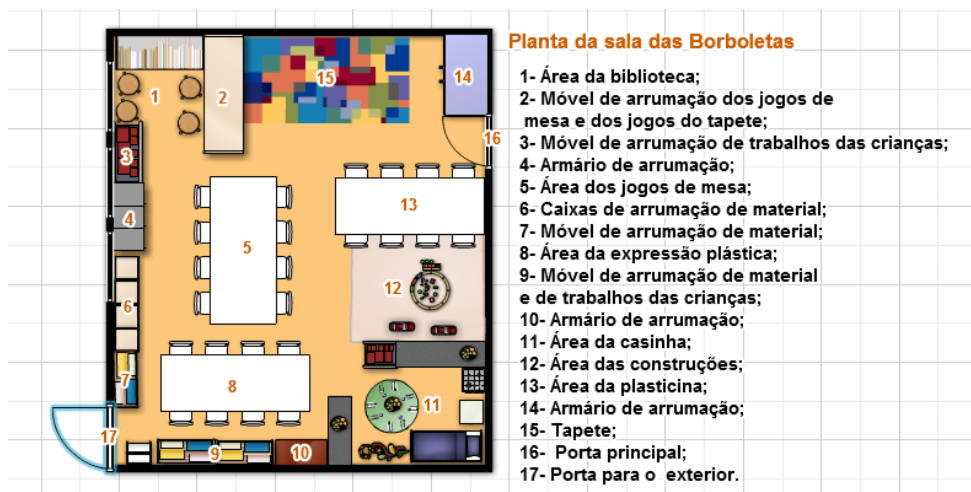 Planta da sala das Borboletas
1- Área da biblioteca;
2- Móvel de arrumação dos jogos de
mesa e dos jogos do tapete;
3- Móvel de arrumação de trabalhos das crianças;
4- Armário de arrumação;
5- Área dos jogos de mesa;
6- Caixas de arrumação de material;
7- Móvel de arrumação de material;
8- Área da expressão plástica;
9- Móvel de arrumação de material
e de trabalhos das crianças;
10- Armário de arrumação;
11- Área da casinha;
12- Área das construções;
13- Área da plasticina;
14- Armário de arrumação;
15- Tapete;
16- Porta principal;
17- Porta para o exterior.
1
2
15
14
16
3
13
4
5
12
6
7
8
11
17
9
10